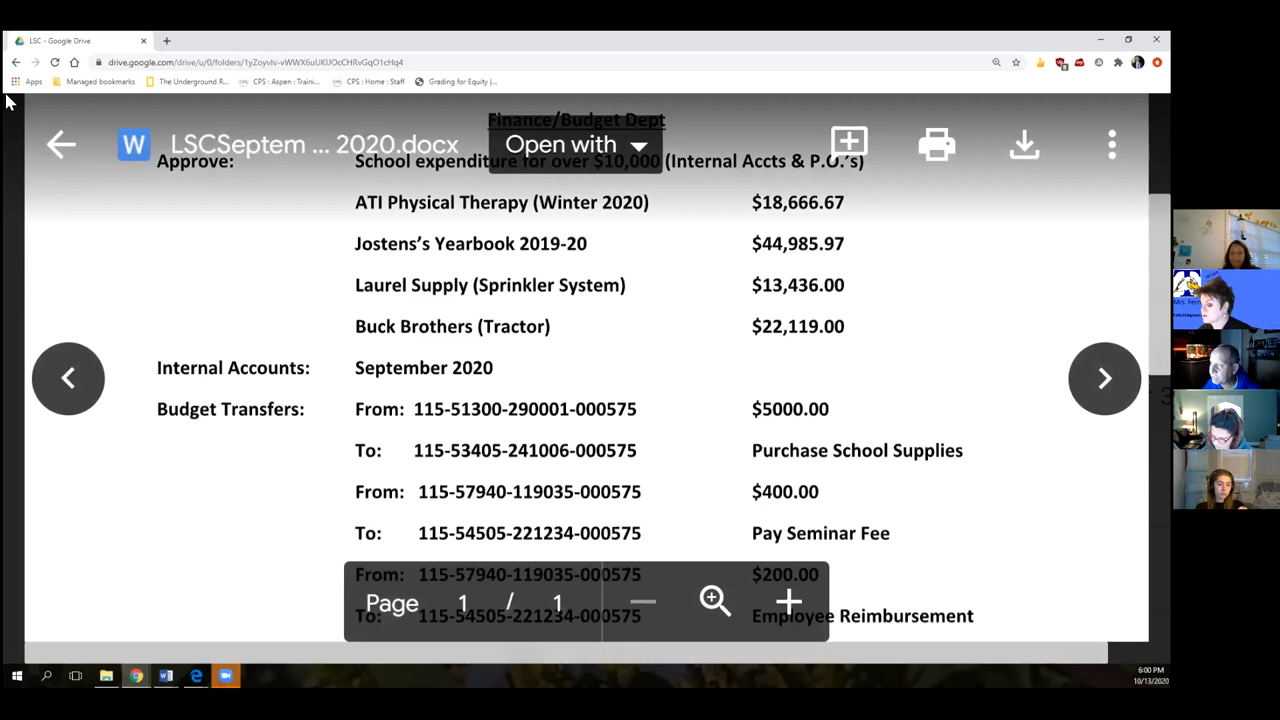 LSC - Google Drive
drive.google.com/drive/u/0/folders/1yZoyvIv-vWWX6uUKIJOcCHRvGqO1cHq4
Apps Managed bookmarks The Underground R... CPS : Aspen : Traini... CPS : Home : Staff Grading for Equity |...
Finance/Budget Dept
W LSCSeptem ... 2020.docx Open with
Approve: School expenditure for over $10,000 (Internal Accts & P.O.'s)
ATI Physical Therapy (Winter 2020) $18,666.67
Jostens's Yearbook 2019-20 $44,985.97
Laurel Supply (Sprinkler System) $13,436.00
Buck Brothers (Tractor) $22,119.00
Internal Accounts: September 2020
Budget Transfers: From: 115-51300-290001-000575 $5000.00
To: 115-53405-241006-000575 Purchase School Supplies
From: 115-57940-119035-000575 $400.00
To: 115-54505-221234-000575 Pay Seminar Fee
From: 115-57940-119035-000575 $200.00
Page 1 / 1
To: 115-54505-221234-000575 Employee Reimbursement
6:00 PM
10/13/2020